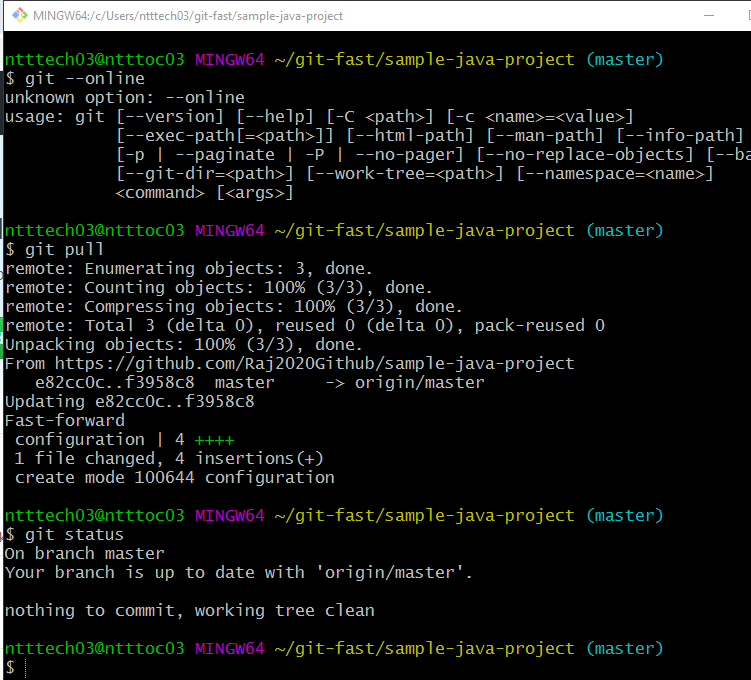 MINGW64:/c/Users/ntttech03/git-fast/sample-java-project
ntttech03@ntttoc03 MINGW64 ~/git-fast/sample-java-project (master)
$ git --online
unknown option: --online
usage: git [--version] [--help] [-C <path>] [-c <name>=<value>]
[--exec-path[=<path>]] [--html-path] [--man-path] [--info-path]
[-p | --paginate | -P | --no-pager] [--no-replace-objects] [--ba
[--git-dir=<path>] [--work-tree=<path>] [--namespace=<name>]
<command> [<args>]
ntttech03@ntttoc03 MINGW64 ~/git-fast/sample-java-project (master)
$ git pull
remote: Enumerating objects: 3, done.
remote: Counting objects: 100% (3/3), done.
remote: Compressing objects: 100% (3/3), done.
remote: Total 3 (delta 0), reused 0 (delta 0), pack-reused 0
Unpacking objects: 100% (3/3), done.
From https://github.com/Raj2020Github/sample-java-project
e82cc0c..f3958c8  master     -> origin/master
Updating e82cc0c..f3958c8
Fast-forward
configuration | 4 ++++
1 file changed, 4 insertions(+)
create mode 100644 configuration
ntttech03@ntttoc03 MINGW64 ~/git-fast/sample-java-project (master)
$ git status
On branch master
Your branch is up to date with 'origin/master'.
nothing to commit, working tree clean
ntttech03@ntttoc03 MINGW64 ~/git-fast/sample-java-project (master)
$